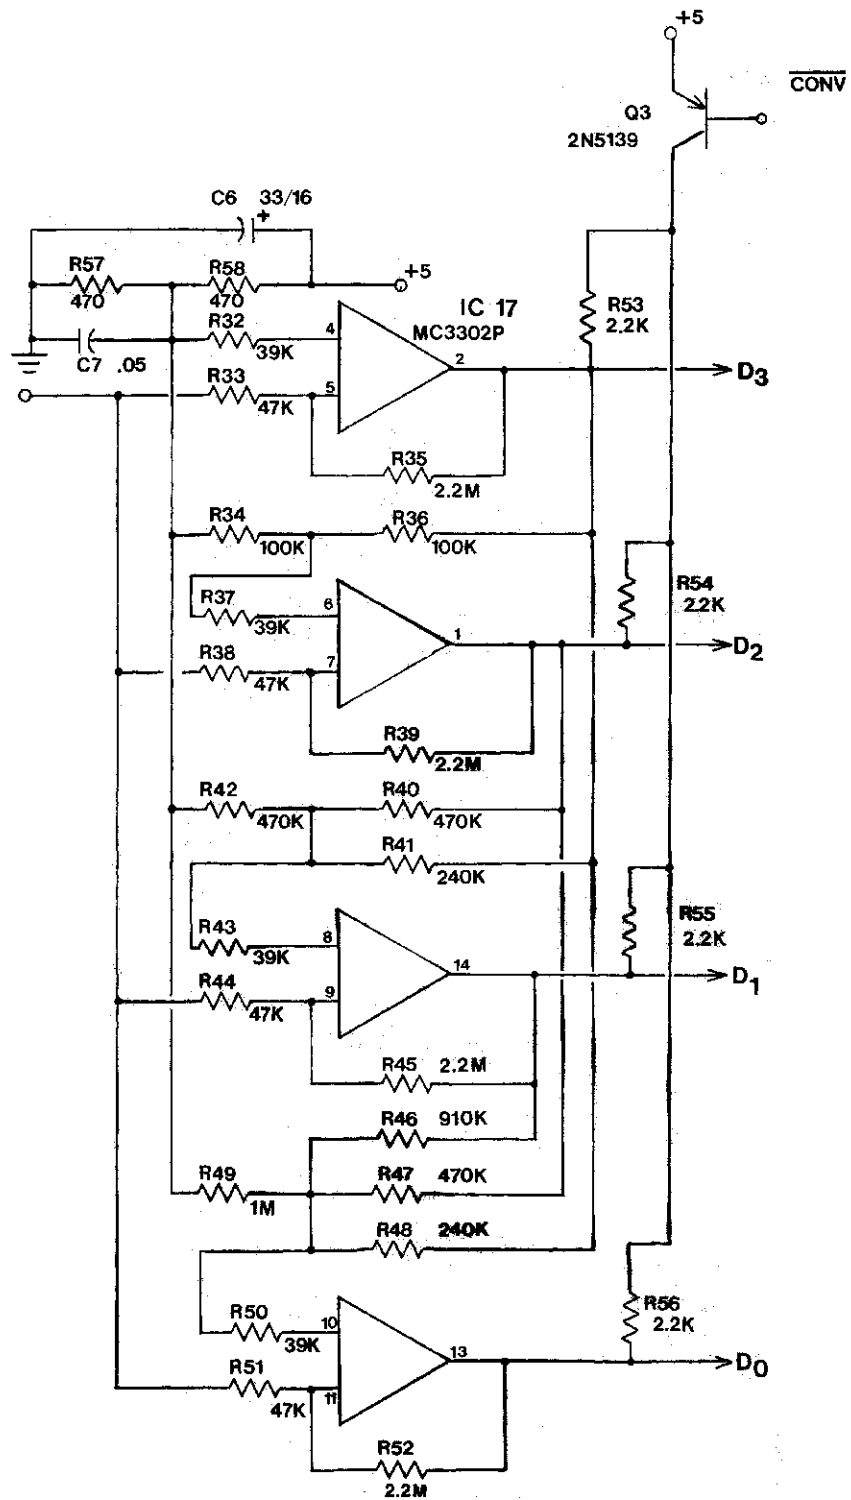 +5
CONV
Q3
2N5139
C6 33/16
+
R57
470
R58
470
+5
IC 17
MC3302P
R32
39K
4
2
R53
2.2K
C7 .05
R33
47K
5
D3
R35
2.2M
R34
100K
R36
100K
R37
39K
6
1
R54
2.2K
D2
R38
47K
7
R39
2.2M
R42
470K
R40
470K
R41
240K
R43
39K
8
14
R55
2.2K
D1
R44
47K
9
R45 2.2M
R46 910K
R49
1M
R47 470K
R48 240K
R50
39K
10
13
R56
2.2K
D0
R51
47K
11
R52
2.2M